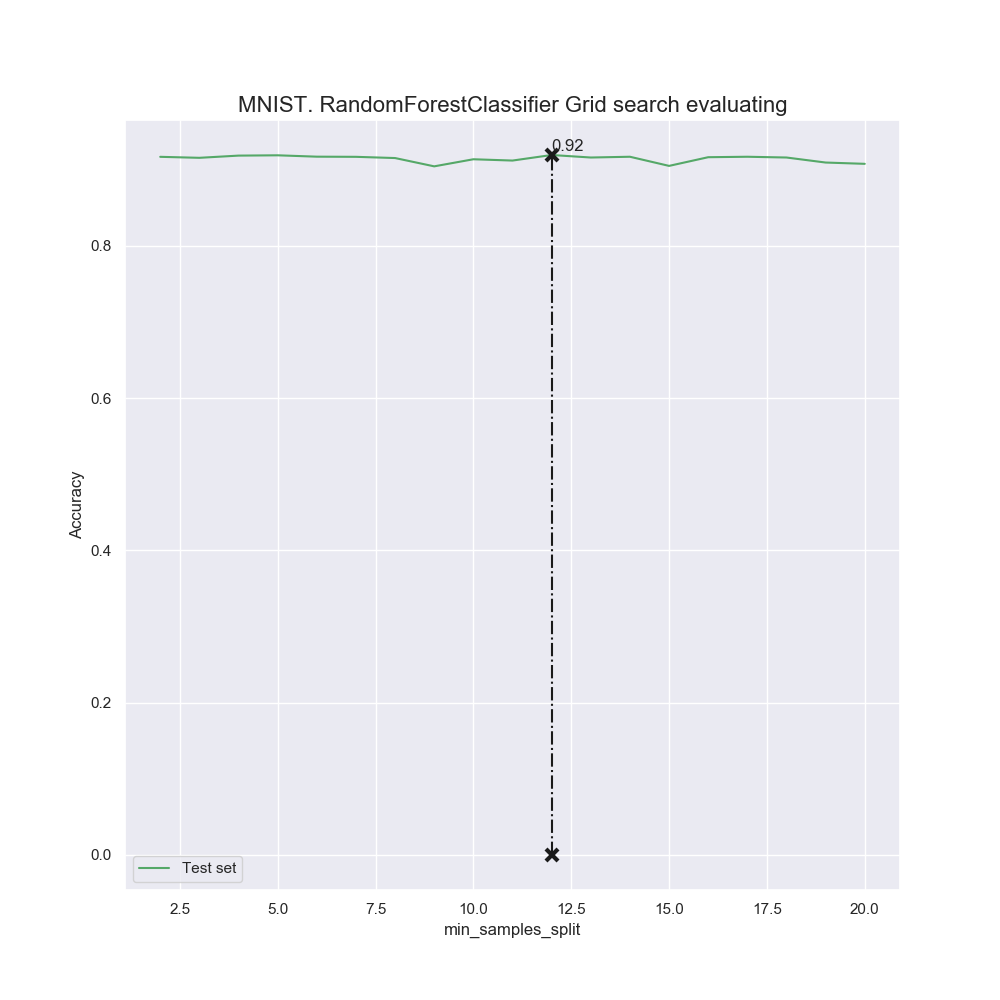 MNIST. RandomForestClassifier Grid search evaluating
0.92
0.8
0.6
0.4
0.2
0.0
Accuracy
Test set
2.5 5.0 7.5 10.0 12.5 15.0 17.5 20.0
min_samples_split